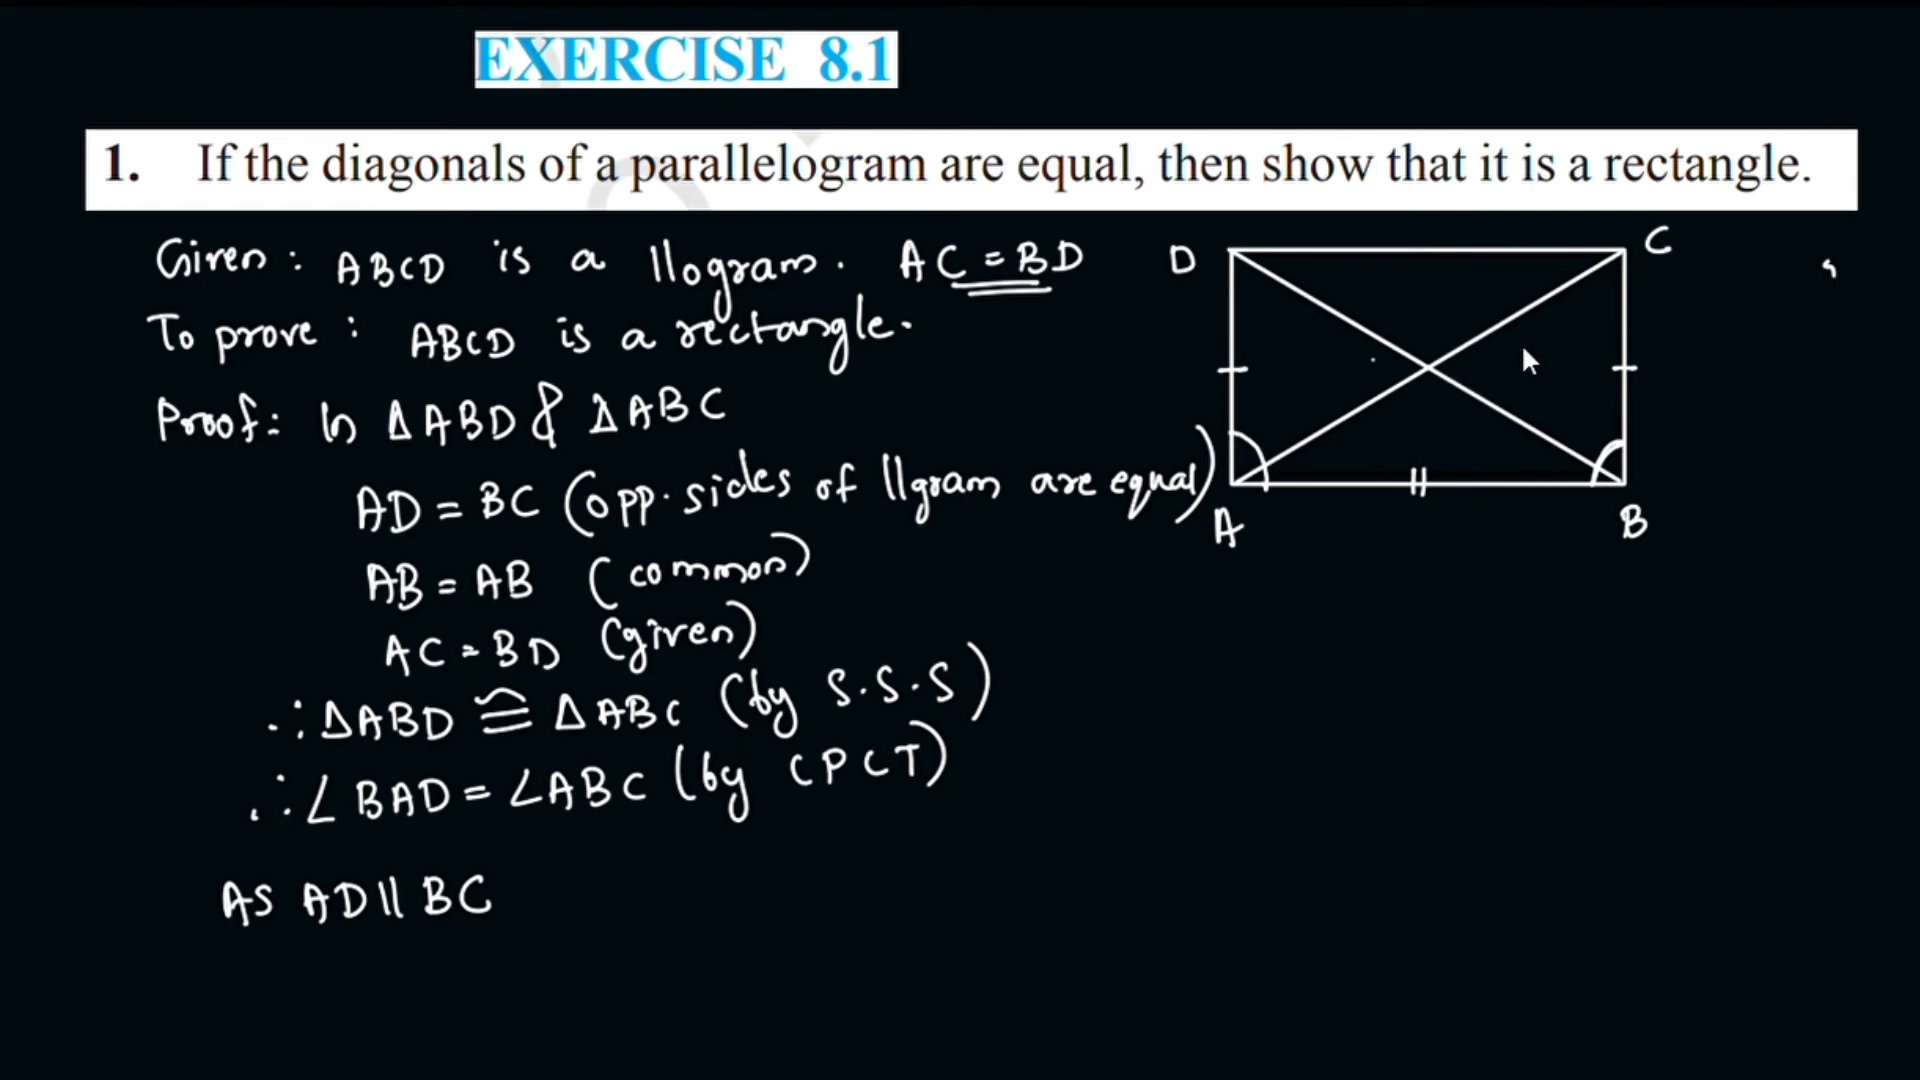 EXERCISE 8.1
1. If the diagonals of a parallelogram are equal, then show that it is a rectangle.
Given : ABCD is a llogram. AC = BD
To prove : ABCD is a rectangle.
Proof : In ΔABD & ΔABC
AD = BC (opp. sides of llgram are equal)
AB = AB (common)
AC = BD (given)
∴ ΔABD ≅ ΔABC (by S.S.S)
∴ ∠BAD = ∠ABC (by CPCT)
As AD || BC
D
C
A
B